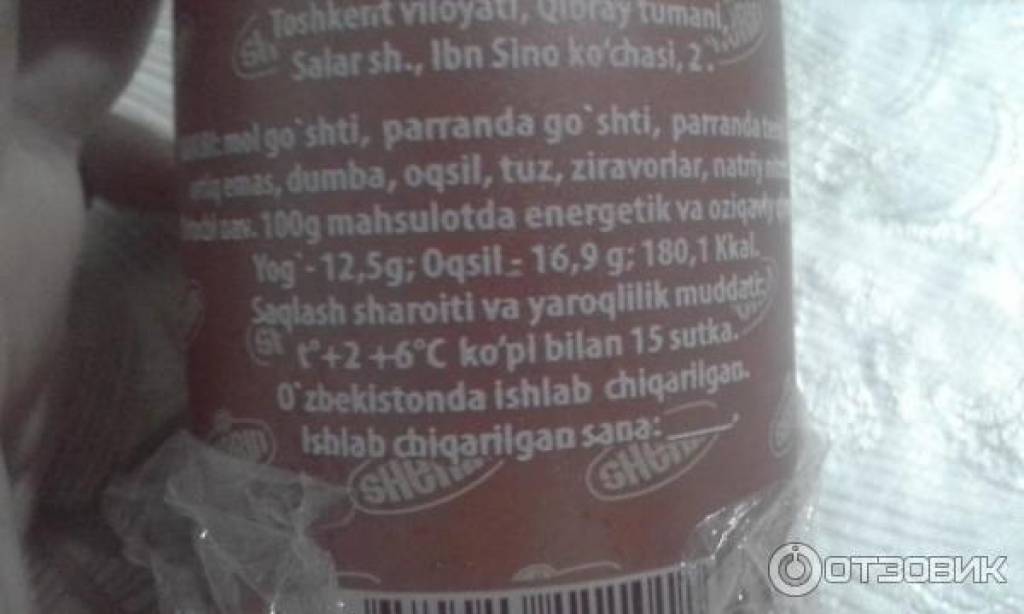 Toshkent viloyati, Qibray tumani,
Salar sh., Ibn Sino ko'chasi, 2
mol go`shti, parranda go`shti, parranda
emas, dumba, oqsil, tuz, ziravorlar, natriy
100g mahsulotda energetik va
Yog`- 12,5g; Oqsil - 16,9 g; 180,1 Kkal.
Saqlash sharoiti va yaroqlilik muddati:
t°+2 +6°C ko'pl bilan 15 sutka.
O`zbekistonda ishlab chiqarilgan.
Ishlab chiqarilgan sana: ____.
ОТЗОВИК